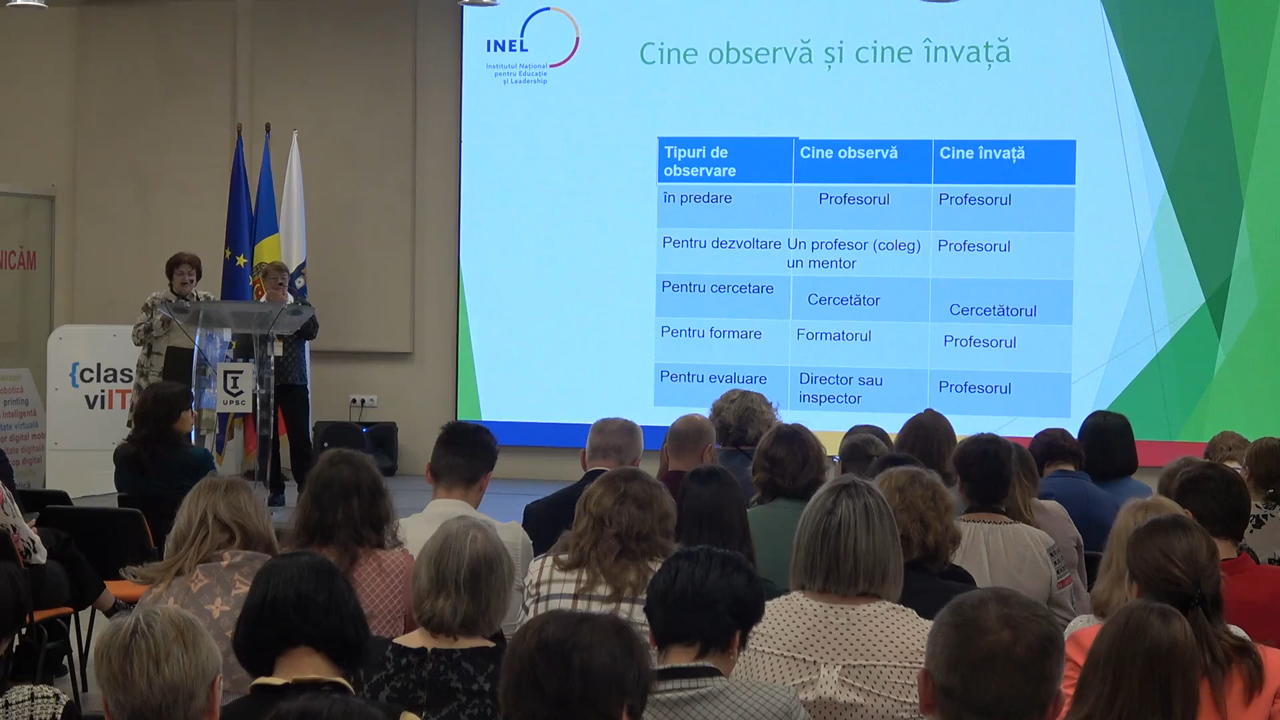 INEL
Institutul Național
pentru Educație
și Leadership
Cine observă și cine învață
Tipuri de observare
Cine observă
Cine învață
în predare
Profesorul
Profesorul
Pentru dezvoltare
Un profesor (coleg)
un mentor
Profesorul
Pentru cercetare
Cercetător
Cercetătorul
Pentru formare
Formatorul
Profesorul
Pentru evaluare
Director sau
inspector
Profesorul
NICĂM
{clas
viIT
UPSC
printing
digital mob